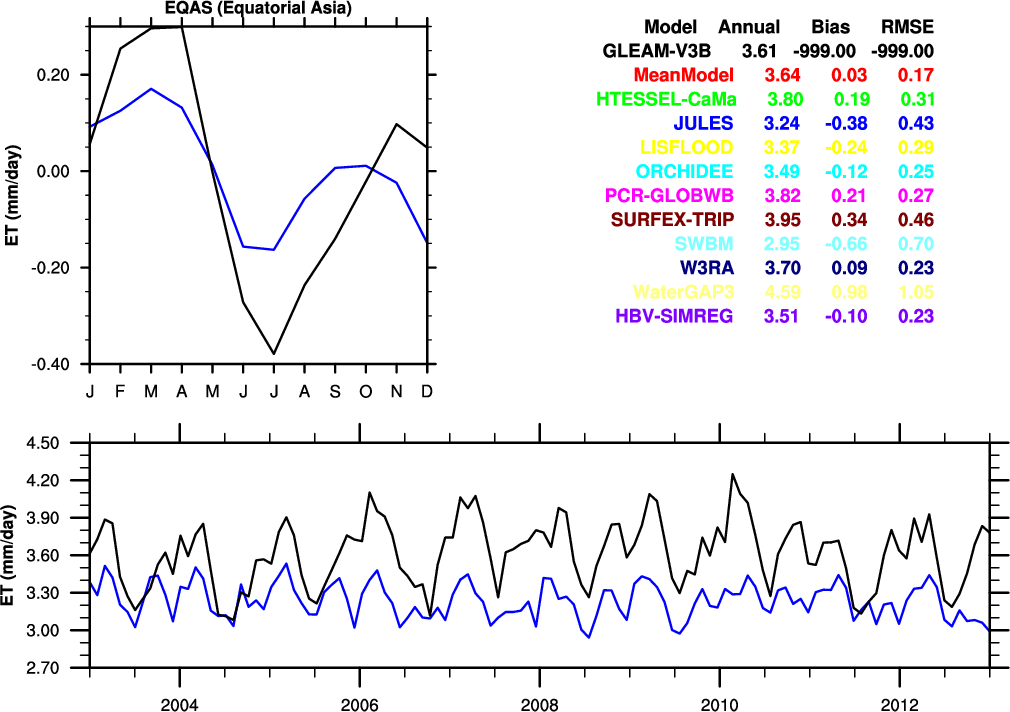 EQAS (Equatorial Asia)
Model Annual Bias RMSE
GLEAM-V3B 3.61 -999.00 -999.00
MeanModel 3.64 0.03 0.17
HTESSEL-CaMa 3.80 0.19 0.31
JULES 3.24 -0.38 0.43
LISFLOOD 3.37 -0.24 0.29
ORCHIDEE 3.49 -0.12 0.25
PCR-GLOBWB 3.82 0.21 0.27
SURFEX-TRIP 3.95 0.34 0.46
SWBM 2.95 -0.66 0.70
W3RA 3.70 0.09 0.23
WaterGAP3 4.59 0.98 1.05
HBV-SIMREG 3.51 -0.10 0.23
ET (mm/day)
0.20
0.00
-0.20
-0.40
J F M A M J J A S O N D
ET (mm/day)
4.50
4.20
3.90
3.60
3.30
3.00
2.70
2004 2006 2008 2010 2012